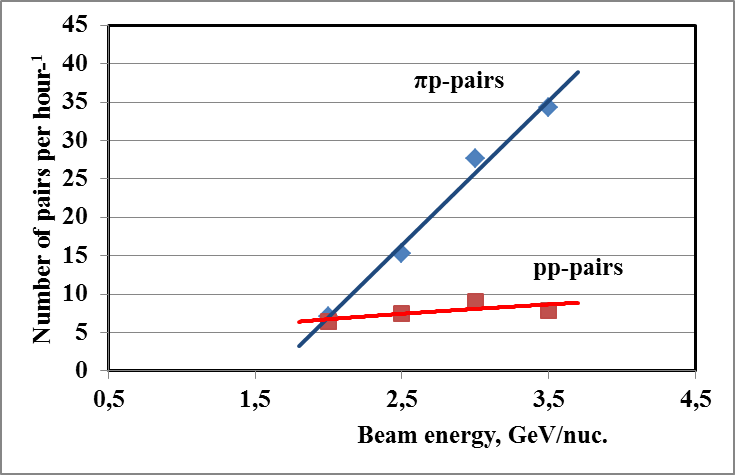 45
40
35
30
25
20
15
10
5
0
Number of pairs per hour-¹
πp-pairs
pp-pairs
0,5 1,5 2,5 3,5 4,5
Beam energy, GeV/nuc.